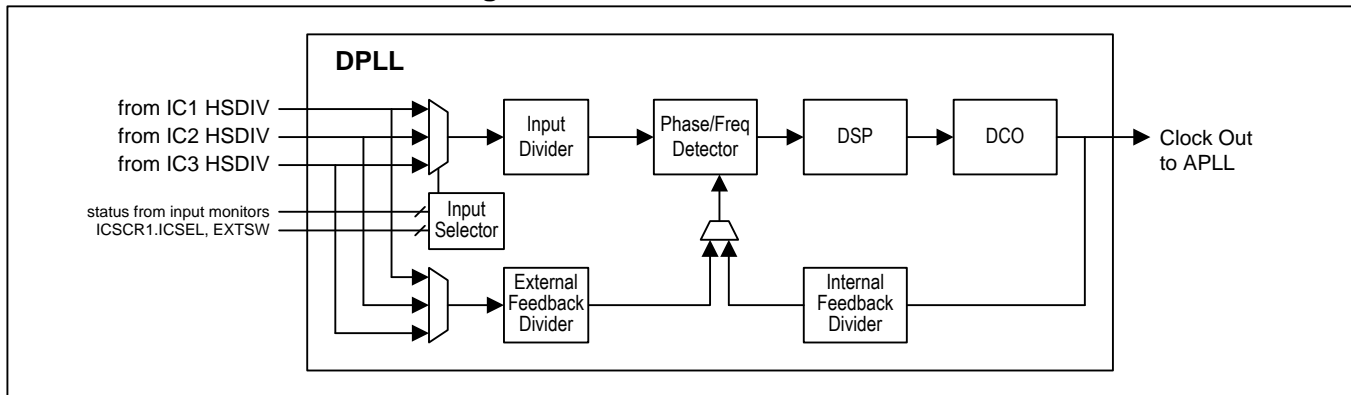 DPLL
from IC1 HSDIV
from IC2 HSDIV
from IC3 HSDIV
status from input monitors
ICSCR1.ICSEL, EXTSW
Input
Divider
Phase/Freq
Detector
DSP
DCO
Clock Out
to APLL
Input
Selector
External
Feedback
Divider
Internal
Feedback
Divider